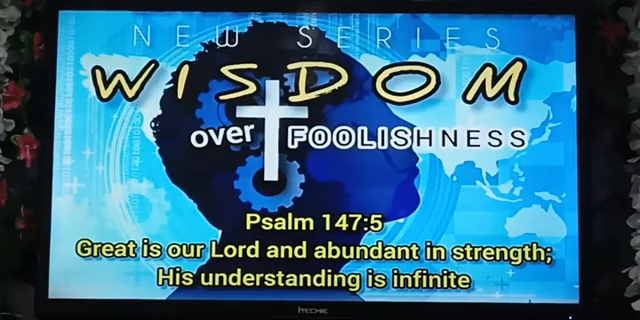 NEW SERIES
WISDOM
over FOOLISHNESS
Psalm 147:5
Great is our Lord and abundant in strength;
His understanding is infinite
ITECHIE